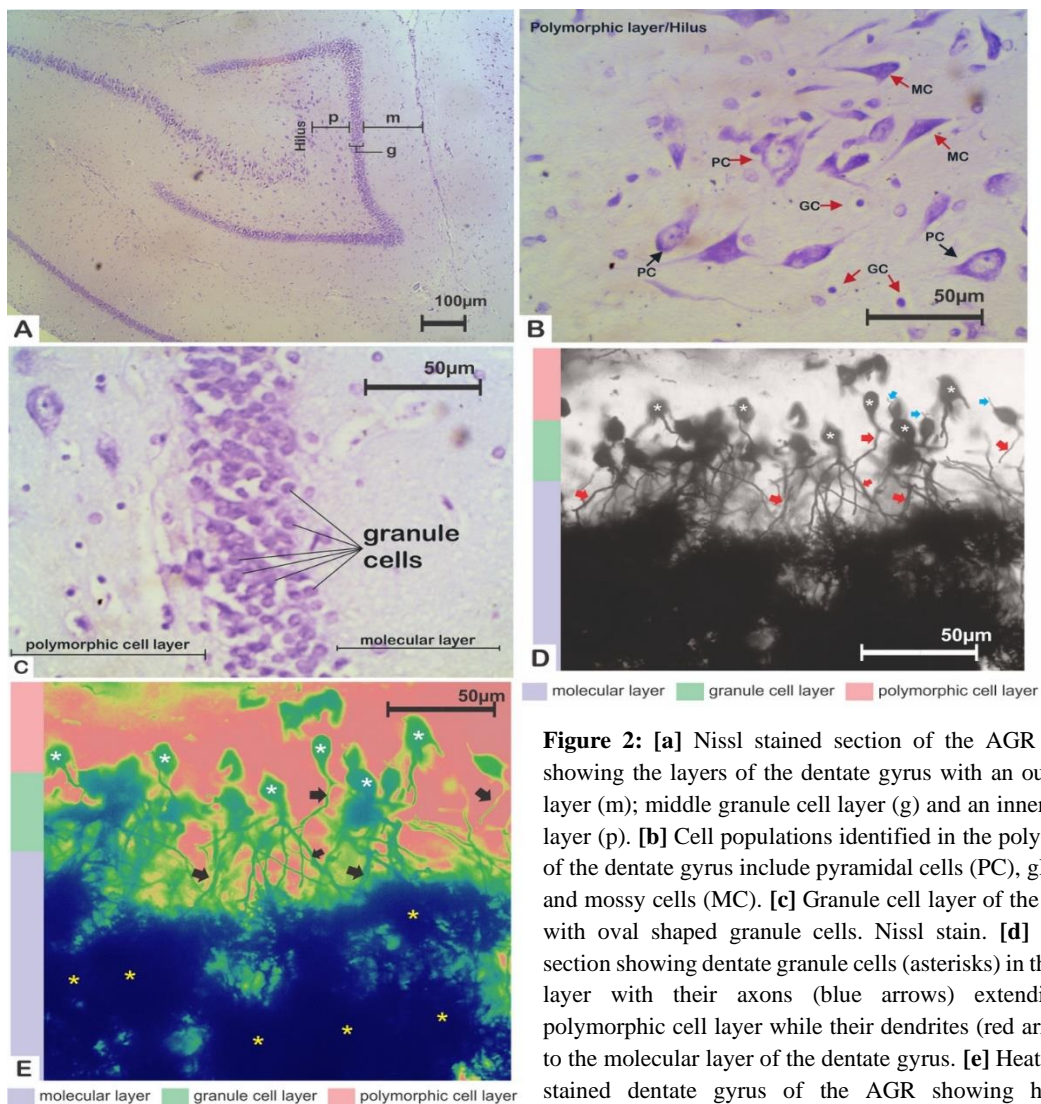 Hilus
p
m
g
100µm
A
Polymorphic layer/Hilus
MC
MC
PC
GC
PC
PC
GC
50µm
B
50µm
granule
cells
polymorphic cell layer
molecular layer
C
* * * * * *
50µm
D
molecular layer granule cell layer polymorphic cell layer
50µm
* * * * * *
* * * * * *
E
molecular layer granule cell layer polymorphic cell layer
Figure 2: [a] Nissl stained section of the AGR
showing the layers of the dentate gyrus with an ou
layer (m); middle granule cell layer (g) and an inner
layer (p). [b] Cell populations identified in the poly
of the dentate gyrus include pyramidal cells (PC), gl
and mossy cells (MC). [c] Granule cell layer of the
with oval shaped granule cells. Nissl stain. [d]
section showing dentate granule cells (asterisks) in th
layer with their axons (blue arrows) extendi
polymorphic cell layer while their dendrites (red ar
to the molecular layer of the dentate gyrus. [e] Heat
stained dentate gyrus of the AGR showing h